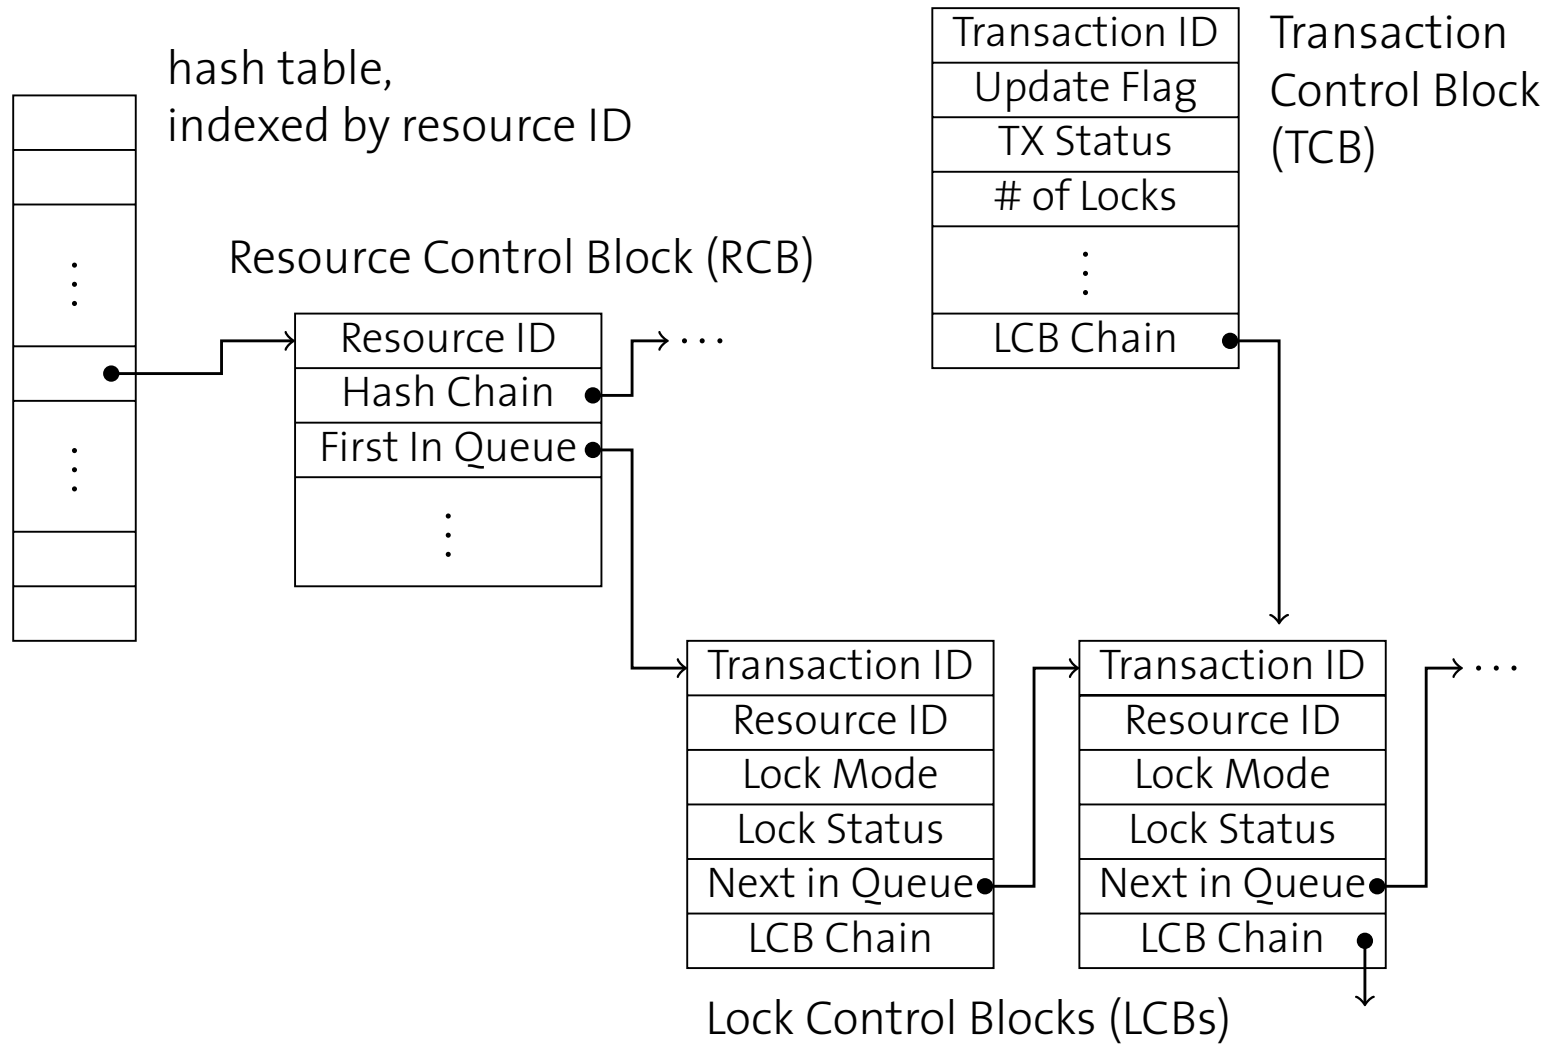 hash table,
indexed by resource ID
Transaction ID
Update Flag
TX Status
# of Locks
⋮
LCB Chain
Transaction
Control Block
(TCB)
⋮
⋮
Resource Control Block (RCB)
Resource ID
Hash Chain
First In Queue
⋮
...
Transaction ID
Resource ID
Lock Mode
Lock Status
Next in Queue
LCB Chain
Transaction ID
Resource ID
Lock Mode
Lock Status
Next in Queue
LCB Chain
...
Lock Control Blocks (LCBs)